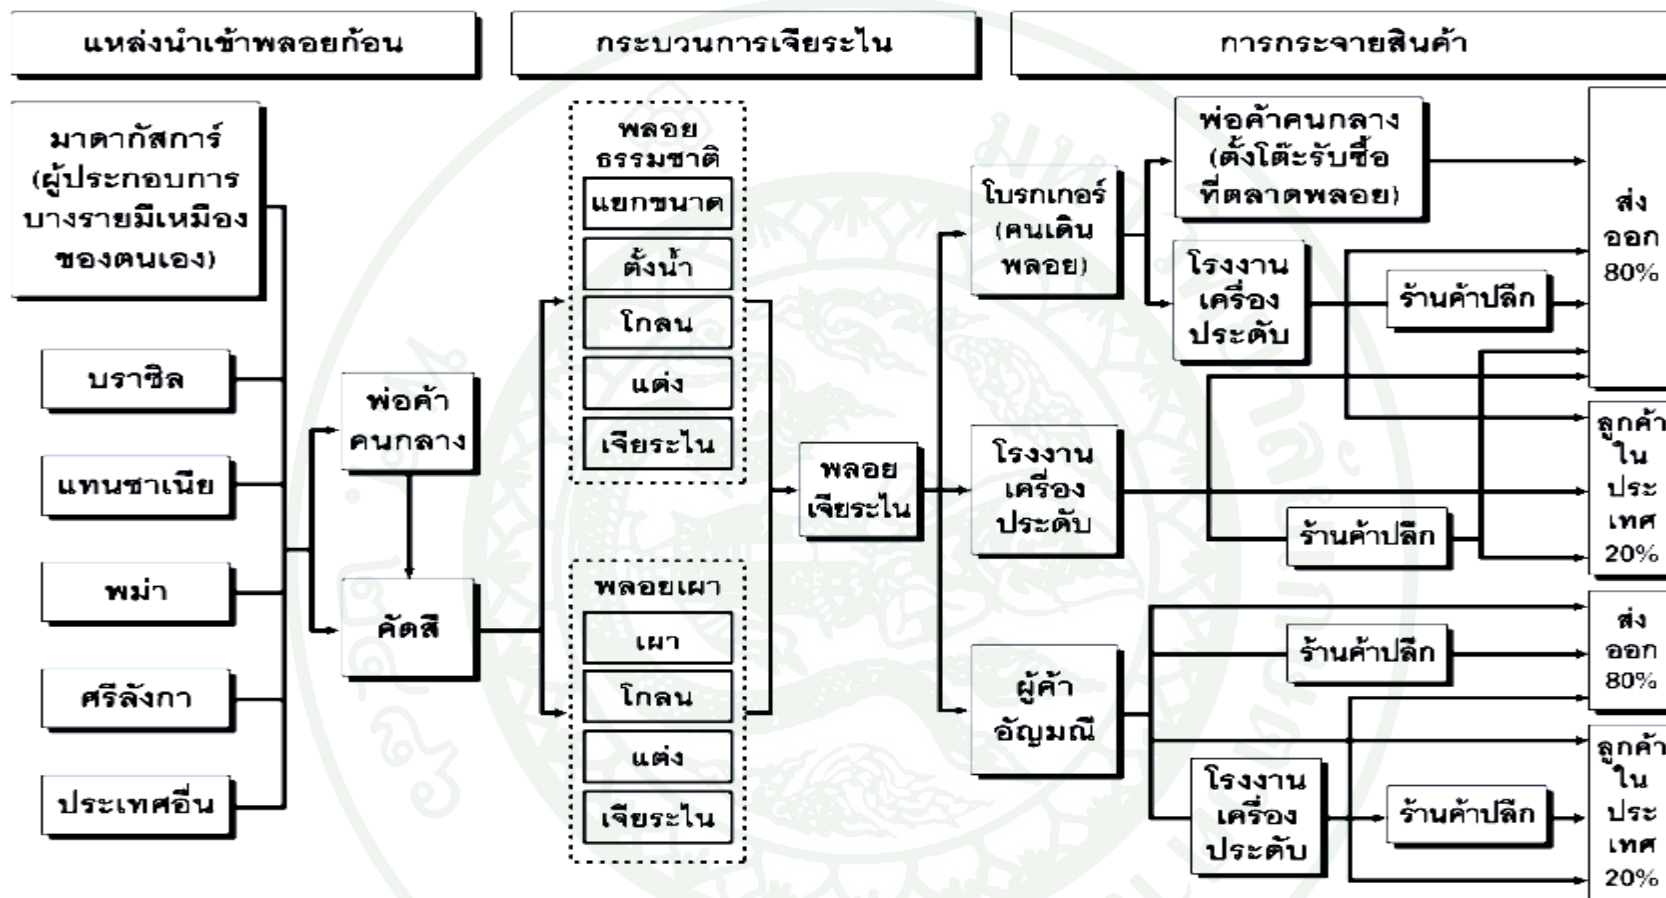 แหล่งนำเข้าพลอยก้อน
กระบวนการเจียระไน
การกระจายสินค้า
มาดากัสการ์
(ผู้ประกอบการ
บางรายมีเหมือง
ของตนเอง)
บราซิล
แทนซาเนีย
พม่า
ศรีลังกา
ประเทศอื่น
พ่อค้า
คนกลาง
คัดสี
พลอย
ธรรมชาติ
แยกขนาด
ตั้งน้ำ
โกลน
แต่ง
เจียระไน
พลอยเผา
เผา
โกลน
แต่ง
เจียระไน
พลอย
เจียระไน
โบรกเกอร์
(คนเดิน
พลอย)
พ่อค้าคนกลาง
(ตั้งโต๊ะรับซื้อ
ที่ตลาดพลอย)
โรงงาน
เครื่อง
ประดับ
ร้านค้าปลีก
ส่ง
ออก
80%
โรงงาน
เครื่อง
ประดับ
ร้านค้าปลีก
ลูกค้า
ใน
ประ
เทศ
20%
ผู้ค้า
อัญมณี
ร้านค้าปลีก
ส่ง
ออก
80%
โรงงาน
เครื่อง
ประดับ
ร้านค้าปลีก
ลูกค้า
ใน
ประ
เทศ
20%